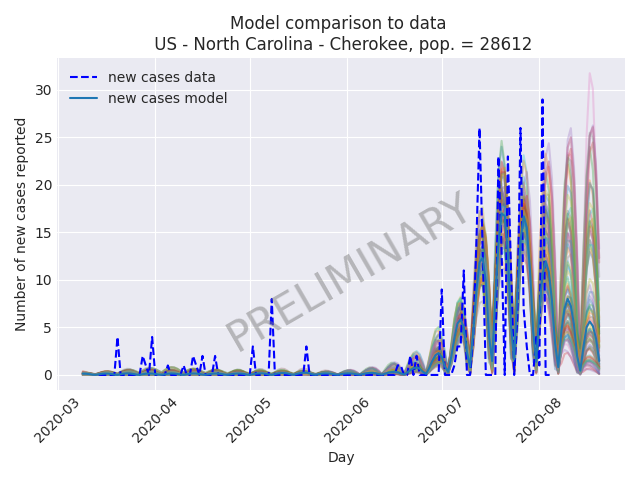 Model comparison to data
US - North Carolina - Cherokee, pop. = 28612
new cases data
new cases model
30
25
20
15
10
5
0
Number of new cases reported
PRELIMINARY
2020-03
2020-04
2020-05
2020-06
2020-07
2020-08
Day